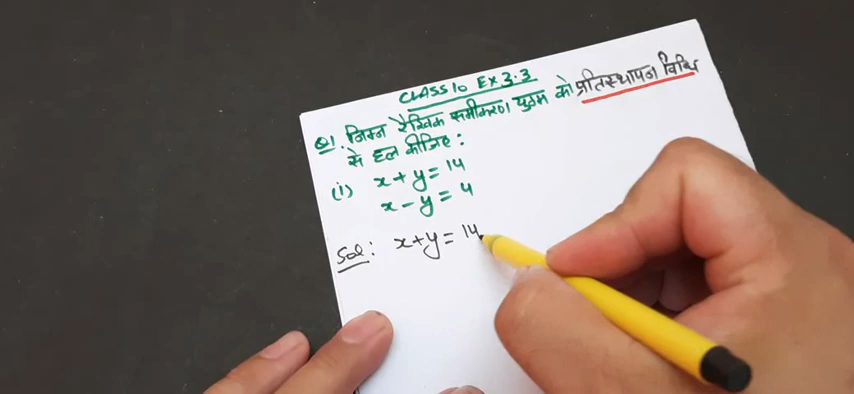 CLASS 10 EX 3.3
Q1. निम्न रैखिक समीकरण युग्म को प्रतिस्थापन विधि
से हल कीजिए :
(i) x + y = 14
x - y = 4
Sol : x + y = 14